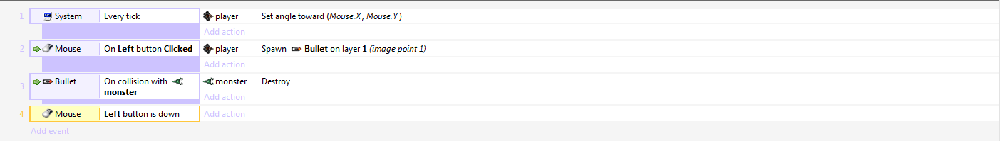 1 System Every tick player Set angle toward (Mouse.X, Mouse.Y)
Add action
2 Mouse On Left button Clicked player Spawn Bullet on layer 1 (image point 1)
Add action
3 Bullet On collision with monster monster Destroy
Add action
4 Mouse Left button is down Add action
Add event